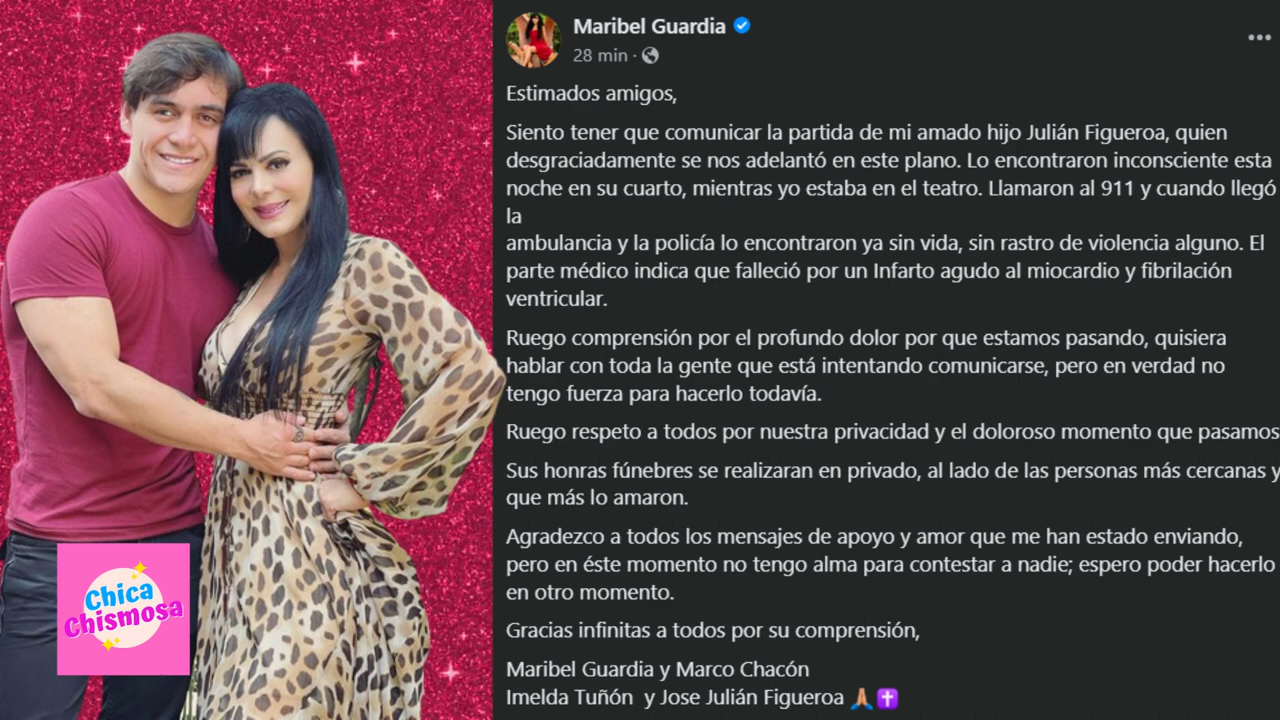 Maribel Guardia
28 min ·
Estimados amigos,
Siento tener que comunicar la partida de mi amado hijo Julián Figueroa, quien
desgraciadamente se nos adelantó en este plano. Lo encontraron inconsciente esta
noche en su cuarto, mientras yo estaba en el teatro. Llamaron al 911 y cuando llegó
la
ambulancia y la policía lo encontraron ya sin vida, sin rastro de violencia alguno. El
parte médico indica que falleció por un Infarto agudo al miocardio y fibrilación
ventricular.
Ruego comprensión por el profundo dolor por que estamos pasando, quisiera
hablar con toda la gente que está intentando comunicarse, pero en verdad no
tengo fuerza para hacerlo todavía.
Ruego respeto a todos por nuestra privacidad y el doloroso momento que pasamos
Sus honras fúnebres se realizaran en privado, al lado de las personas más cercanas y
que más lo amaron.
Agradezco a todos los mensajes de apoyo y amor que me han estado enviando,
pero en éste momento no tengo alma para contestar a nadie; espero poder hacerlo
en otro momento.
Gracias infinitas a todos por su comprensión,
Maribel Guardia y Marco Chacón
Imelda Tuñón y Jose Julián Figueroa 🙏🏽✝️
Chica
Chismosa